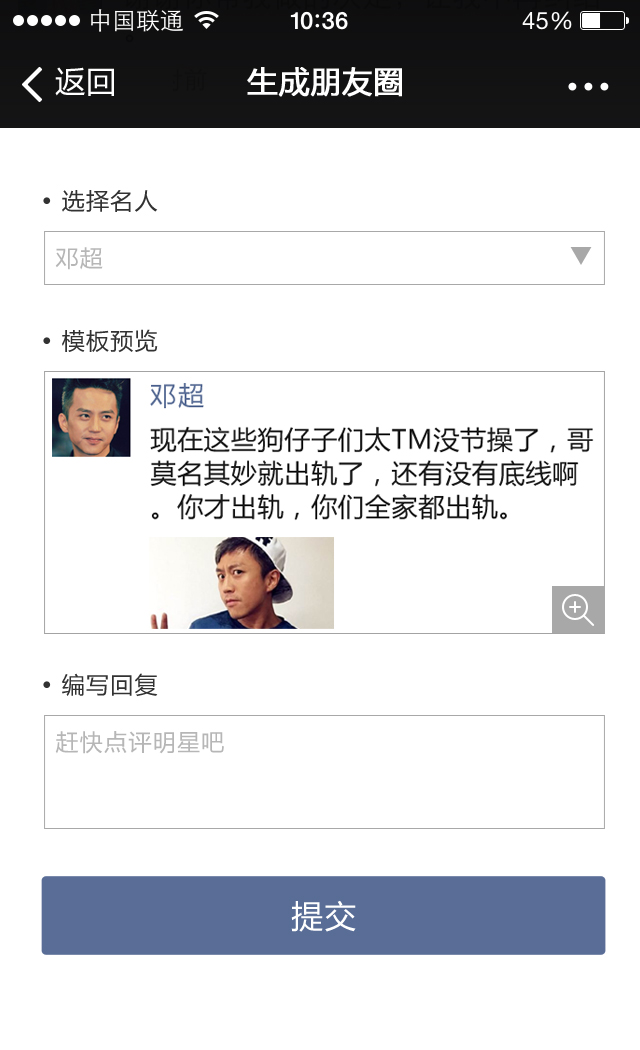 中国联通 10:36 45%
返回 生成朋友圈
• 选择名人
邓超
• 模板预览
邓超
现在这些狗仔子们太TM没节操了，哥
莫名其妙就出轨了，还有没有底线啊
。你才出轨，你们全家都出轨。
• 编写回复
赶快点评明星吧
提交